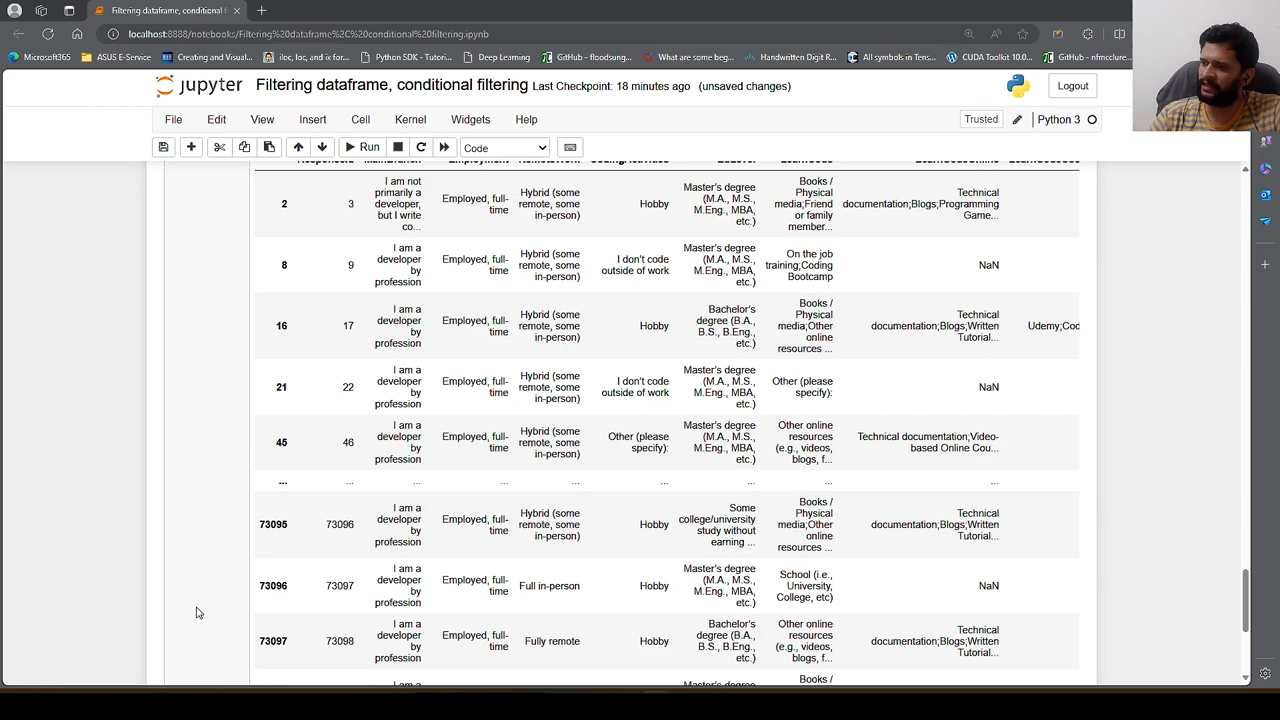 Filtering dataframe, conditional f
localhost:8888/notebooks/Filtering%20dataframe%2C%20conditional%20filtering.ipynb
Microsoft365 ASUS E-Service Creating and Visual... iloc, loc, and ix for... Python SDK - Tutorial... Deep Learning GitHub - floodsung... What are some beg... Handwritten Digit R... All symbols in Tens... CUDA Toolkit 10.0... GitHub - nfmcclure...
jupyter Filtering dataframe, conditional filtering Last Checkpoint: 18 minutes ago (unsaved changes) Logout
File Edit View Insert Cell Kernel Widgets Help Trusted Python 3
Run Code
2 3 I am not primarily a developer, but I write co... Employed, full-time Hybrid (some remote, some in-person) Hobby Master's degree (M.A., M.S., M.Eng., MBA, etc.) Books / Physical media;Friend or family member... Technical documentation;Blogs;Programming Game...
8 9 I am a developer by profession Employed, full-time Hybrid (some remote, some in-person) I don't code outside of work Master's degree (M.A., M.S., M.Eng., MBA, etc.) On the job training;Coding Bootcamp NaN
16 17 I am a developer by profession Employed, full-time Hybrid (some remote, some in-person) Hobby Bachelor's degree (B.A., B.S., B.Eng., etc.) Books / Physical media;Other online resources ... Technical documentation;Blogs;Written Tutorial... Udemy;Cod
21 22 I am a developer by profession Employed, full-time Hybrid (some remote, some in-person) I don't code outside of work Master's degree (M.A., M.S., M.Eng., MBA, etc.) Other (please specify): NaN
45 46 I am a developer by profession Employed, full-time Hybrid (some remote, some in-person) Other (please specify): Master's degree (M.A., M.S., M.Eng., MBA, etc.) Other online resources (e.g., videos, blogs, f... Technical documentation;Video-based Online Cou...
... ... ... ... ... ... ... ... ...
73095 73096 I am a developer by profession Employed, full-time Hybrid (some remote, some in-person) Hobby Some college/university study without earning ... Books / Physical media;Other online resources ... Technical documentation;Blogs;Written Tutorial...
73096 73097 I am a developer by profession Employed, full-time Full in-person Hobby Master's degree (M.A., M.S., M.Eng., MBA, etc.) School (i.e., University, College, etc) NaN
73097 73098 I am a developer by profession Employed, full-time Fully remote Hobby Bachelor's degree (B.A., B.S., B.Eng., etc.) Other online resources (e.g., videos, blogs, f... Technical documentation;Blogs;Written Tutorial...
I am a Master's degree Books /